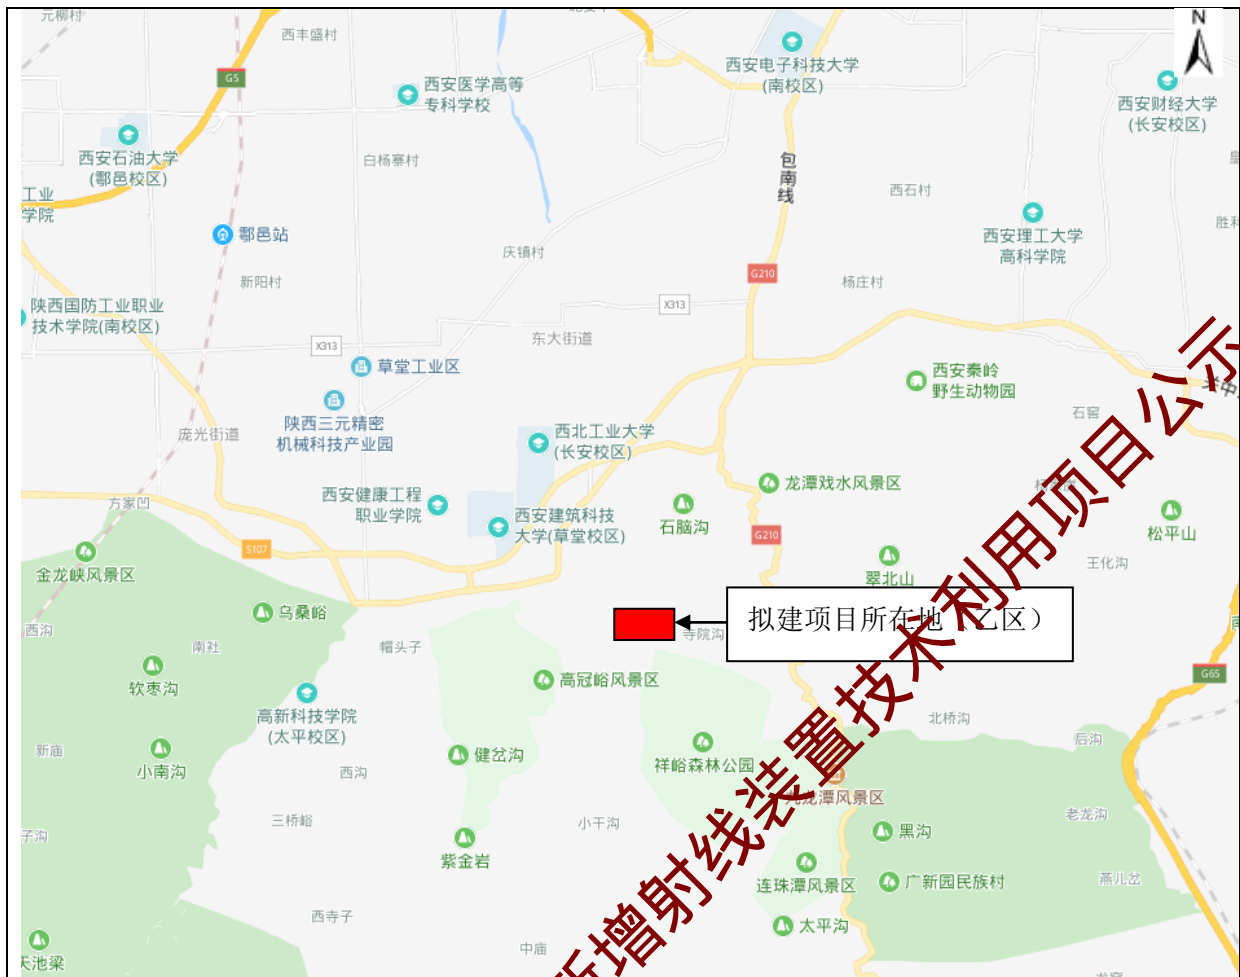 元柳村
西丰盛村
N
G5
西安医学高等
专科学校
西安电子科技大学
(南校区)
西安财经大学
(长安校区)
西安石油大学
(鄠邑校区)
白杨寨村
包南线
西石村
工业
学院
鄠邑站
庆镇村
西安理工大学
高科学院
胜利
新阳村
G210
杨庄村
陕西国防工业职业
技术学院(南校区)
X313
X313
东大街道
草堂工业区
西安秦岭
野生动物园
陕西三元精密
机械科技产业园
石窖
庞光街道
西北工业大学
(长安校区)
龙潭戏水风景区
方家凹
西安健康工程
职业学院
石脑沟
西安建筑科技
大学(草堂校区)
G210
松平山
S107
金龙峡风景区
翠北山
王化沟
乌桑峪
拟建项目所在地（乙区）
西沟
南社
帽头子
寺院沟
软枣沟
高冠峪风景区
G65
高新科技学院
(太平校区)
北桥沟
新庙
小南沟
西沟
健岔沟
祥峪森林公园
后沟
九龙潭风景区
三桥峪
小干沟
老龙沟
子沟
紫金岩
黑沟
连珠潭风景区
广新园民族村
燕儿岔
西寺子
太平沟
中庙
天池梁
新增射线装置技术利用项目公示